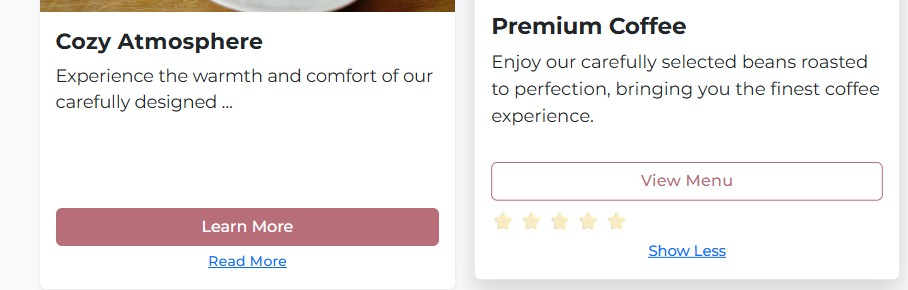 Cozy Atmosphere
Experience the warmth and comfort of our
carefully designed ...
Learn More
Read More
Premium Coffee
Enjoy our carefully selected beans roasted
to perfection, bringing you the finest coffee
experience.
View Menu
Show Less